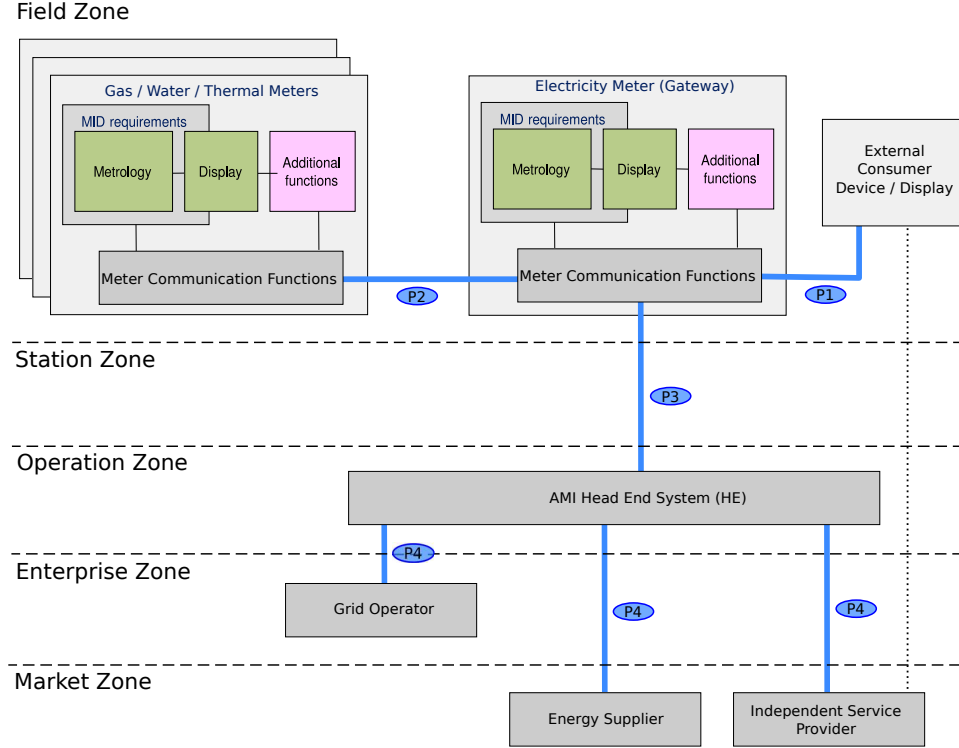 Field Zone
Gas / Water / Thermal Meters
MID requirements
Metrology
Display
Additional
functions
Meter Communication Functions
P2
Electricity Meter (Gateway)
MID requirements
Metrology
Display
Additional
functions
Meter Communication Functions
P1
External
Consumer
Device / Display
Station Zone
P3
Operation Zone
AMI Head End System (HE)
P4
Enterprise Zone
Grid Operator
P4
P4
Market Zone
Energy Supplier
Independent Service
Provider